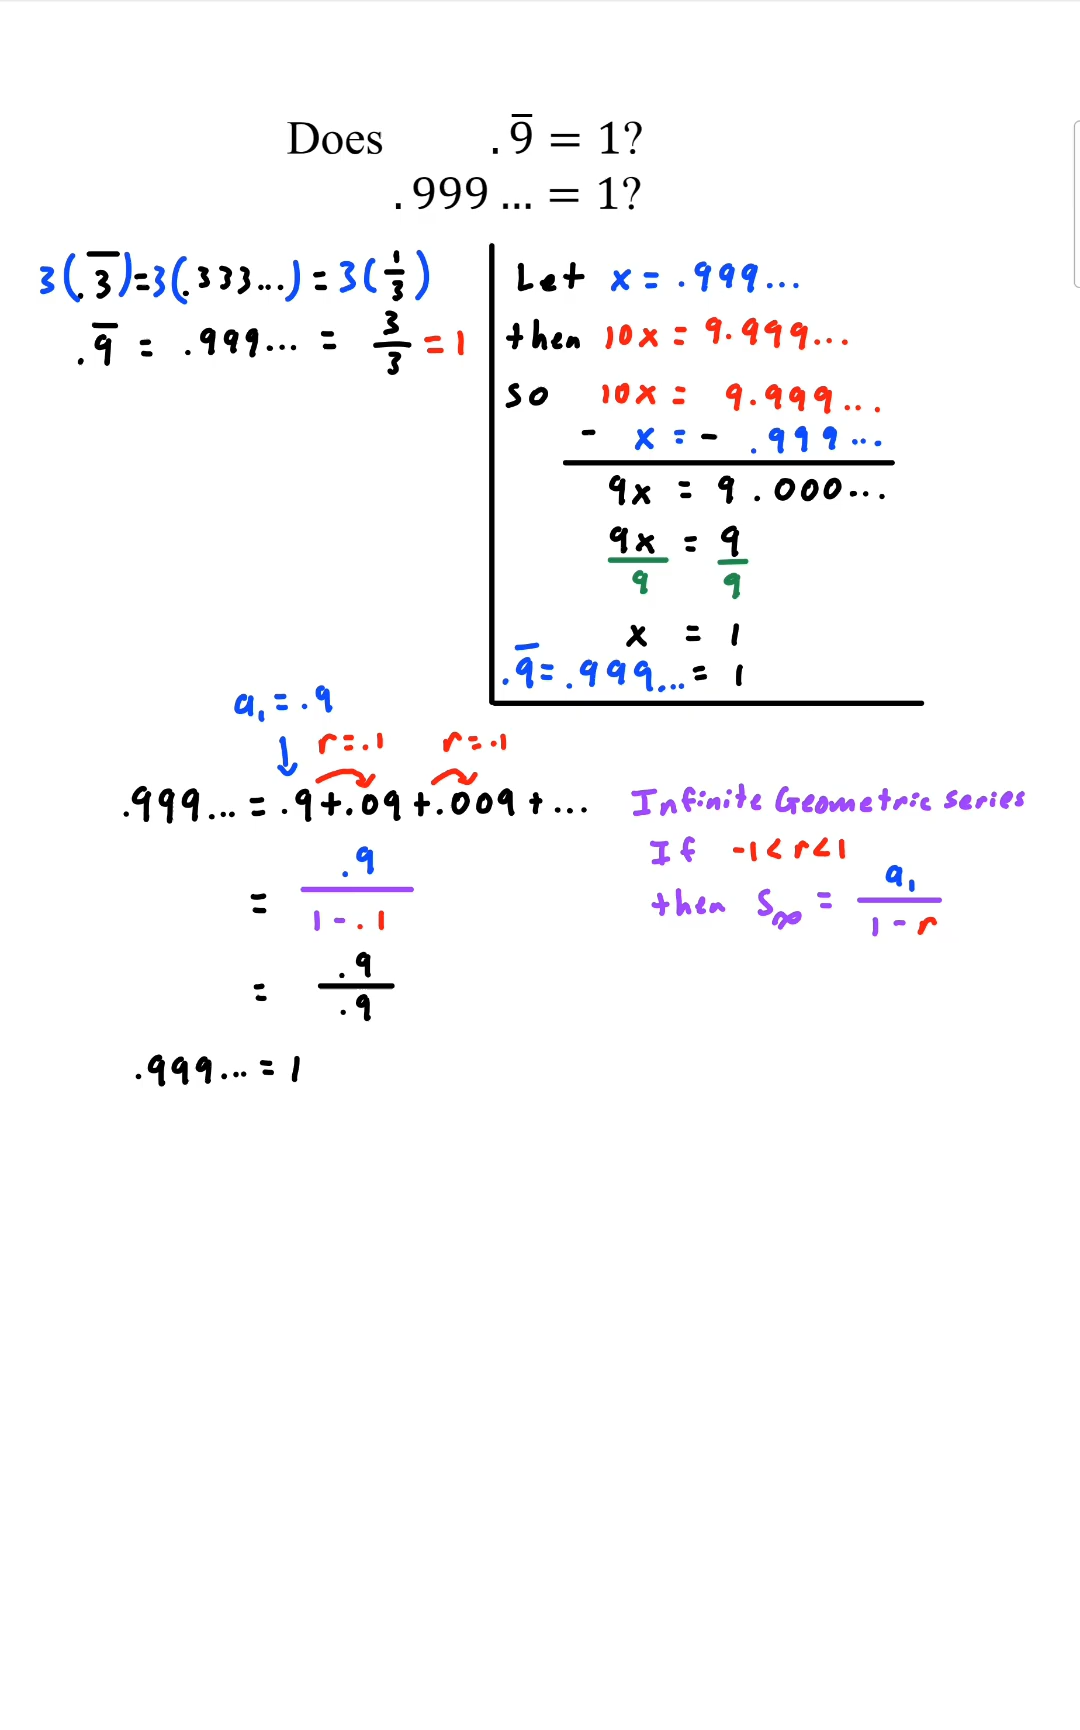 Does .9̅ = 1?
.999... = 1?
3(.3̅)=3(.333...) = 3(1/3)
.9̅ = .999... = 3/3 = 1
Let x = .999...
then 10x = 9.999...
so 10x = 9.999...
- x = - .999...
9x = 9.000...
9x/9 = 9/9
x = 1
.9̅ = .999... = 1
a₁ = .9
r = .1 r = .1
.999... = .9 + .09 + .009 + ...
= .9/(1 - .1)
= .9/.9
.999... = 1
Infinite Geometric series
If -1 < r < 1
then S∞ = a₁/(1 - r)